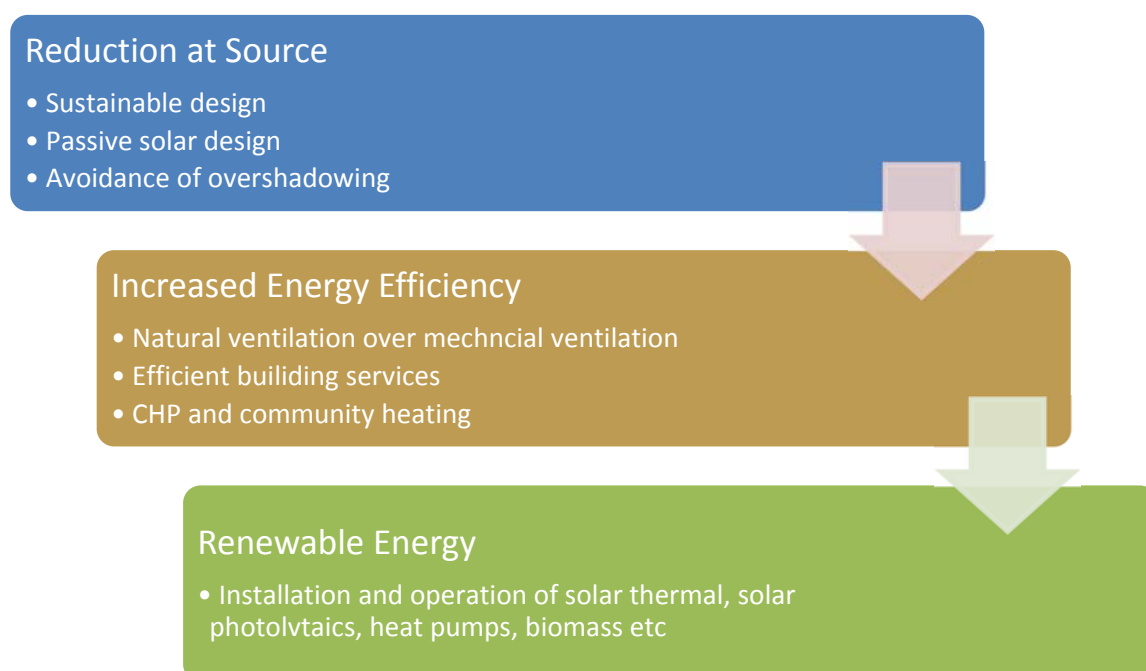 Reduction at Source
• Sustainable design
• Passive solar design
• Avoidance of overshadowing
Increased Energy Efficiency
• Natural ventilation over mechncial ventilation
• Efficient builiding services
• CHP and community heating
Renewable Energy
• Installation and operation of solar thermal, solar
photolvtaics, heat pumps, biomass etc